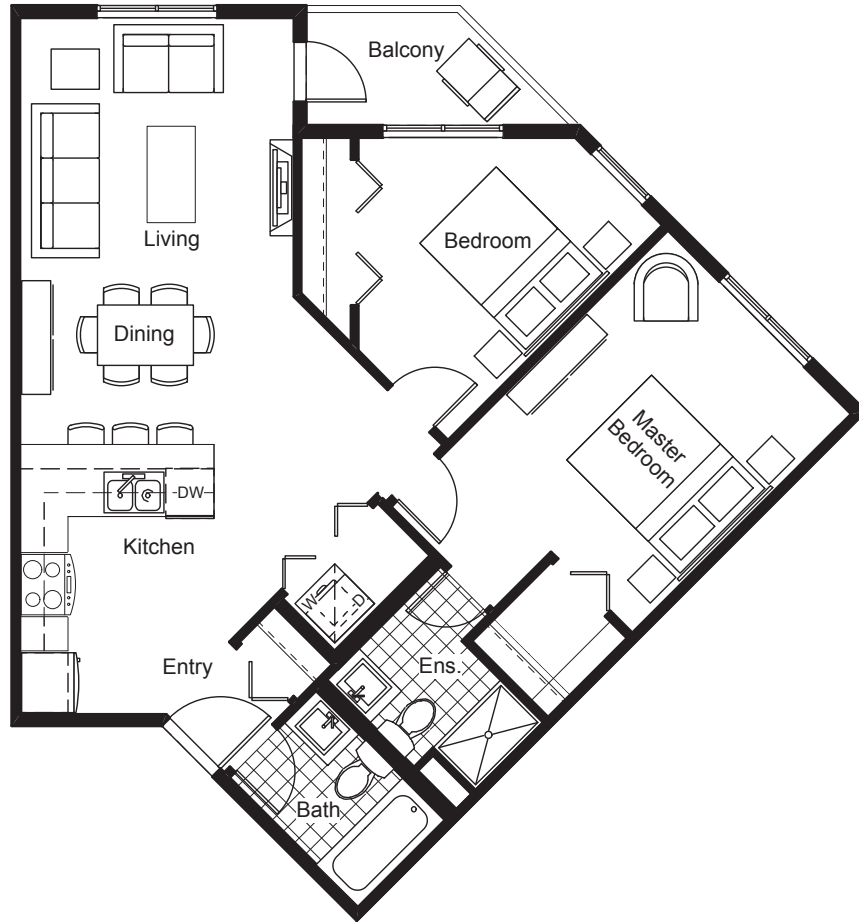 Balcony
Living
Bedroom
Dining
Master
Bedroom
DW
Kitchen
W
D
Entry
Ens.
Bath